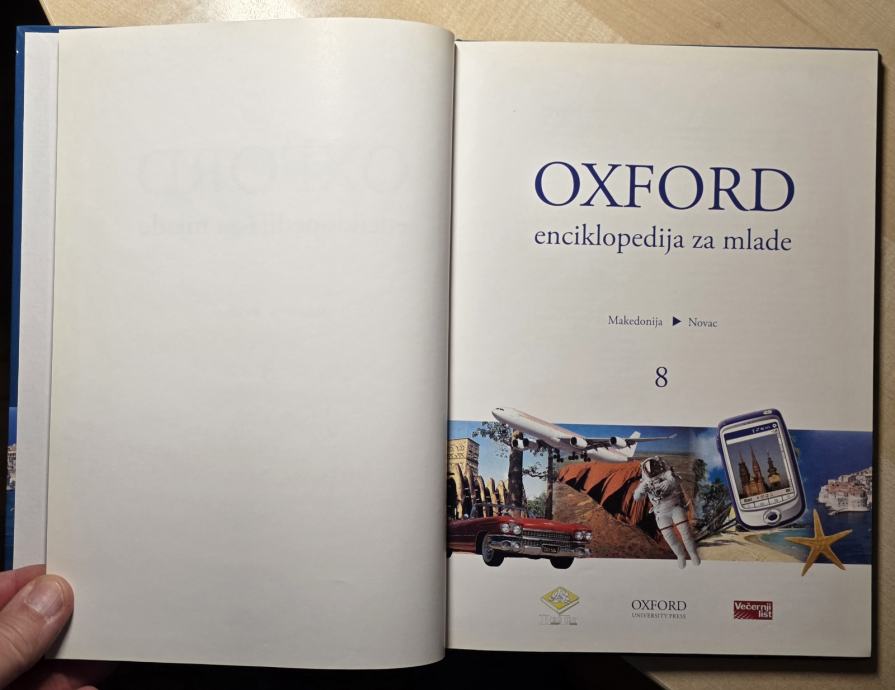 OXFORD
enciklopedija za mlade
Makedonija ▶ Novac
8
OXFORD
UNIVERSITY PRESS
Večernji
list